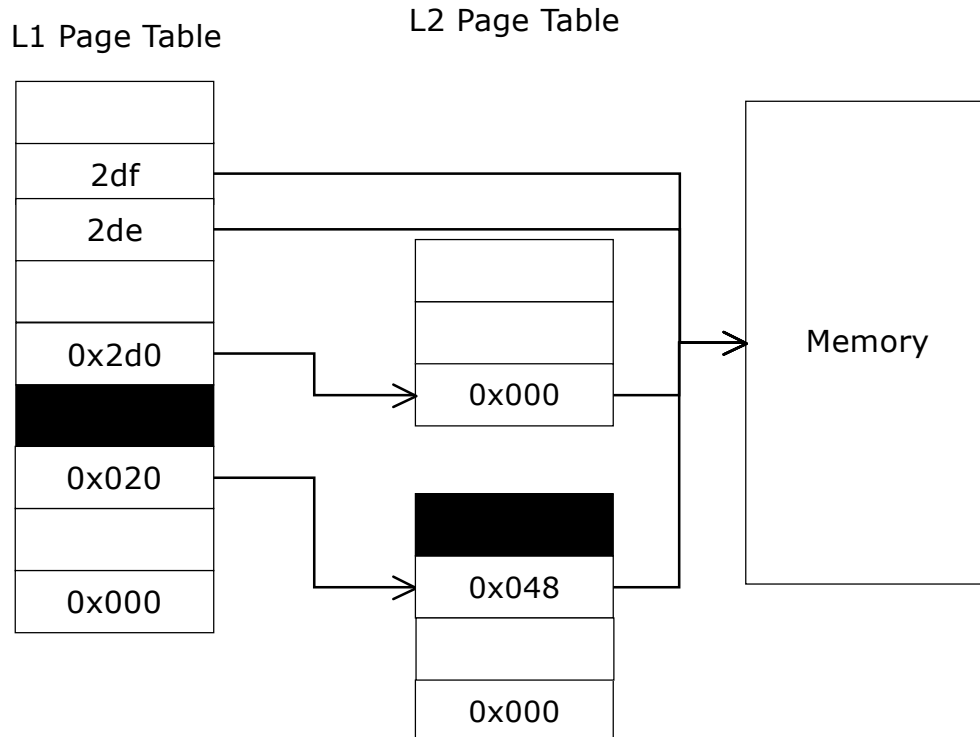 L1 Page Table
L2 Page Table
2df
2de
0x2d0
0x020
0x000
0x000
0x048
0x000
Memory